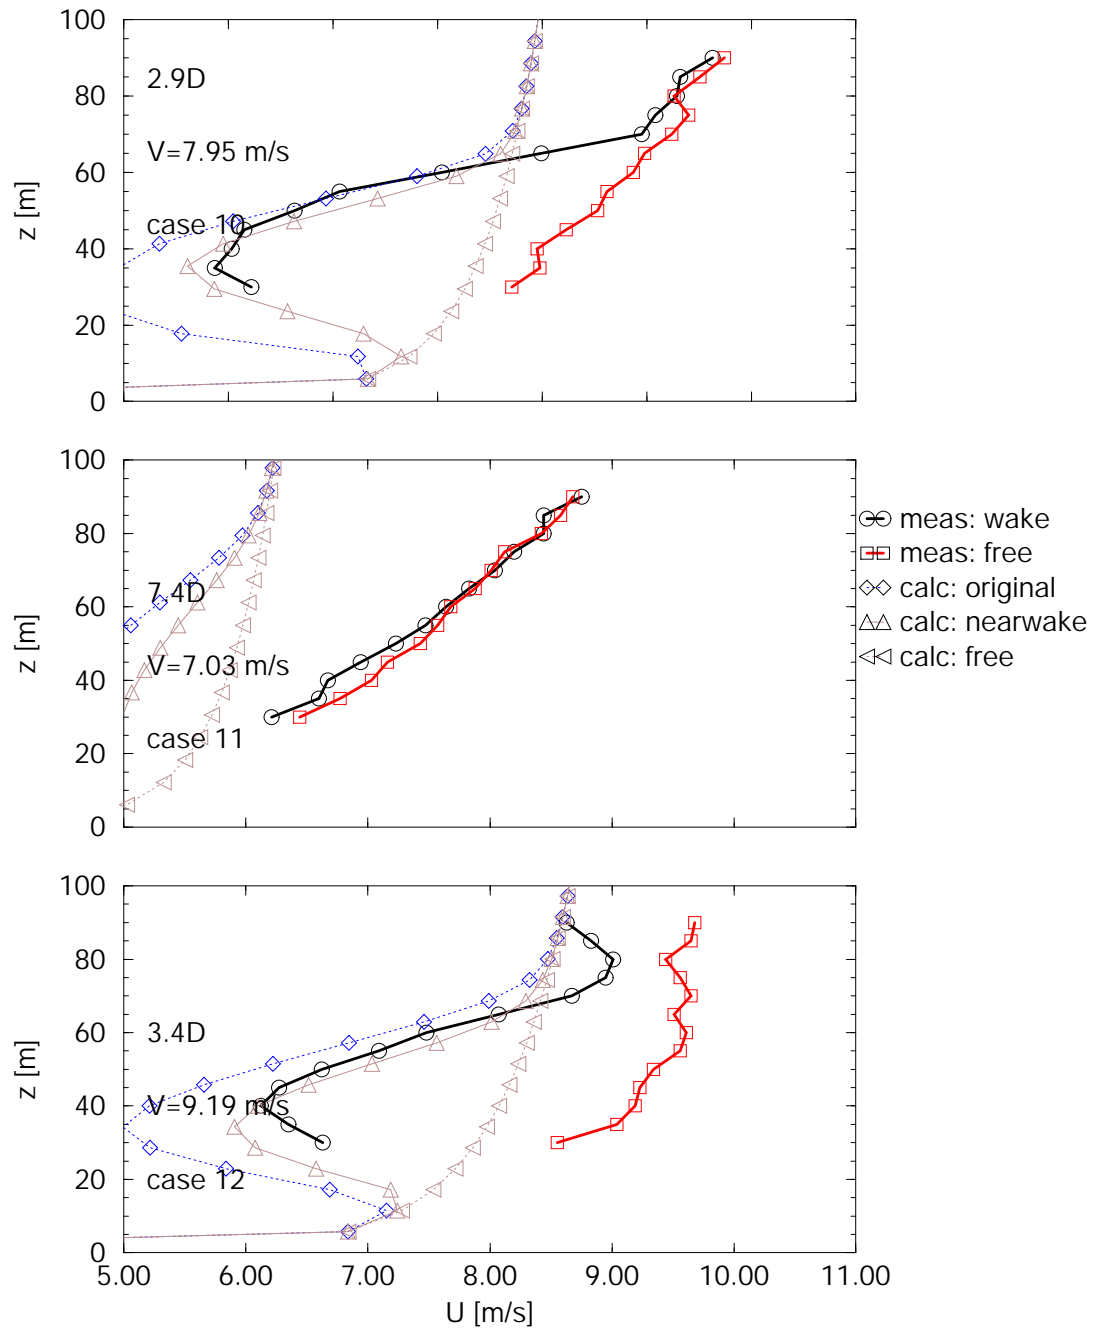 100
80
60
40
20
0
z [m]
2.9D
V=7.95 m/s
case 10
100
80
60
40
20
0
z [m]
7.4D
V=7.03 m/s
case 11
meas: wake
meas: free
calc: original
calc: nearwake
calc: free
100
80
60
40
20
0
z [m]
3.4D
V=9.19 m/s
case 12
5.00 6.00 7.00 8.00 9.00 10.00 11.00
U [m/s]